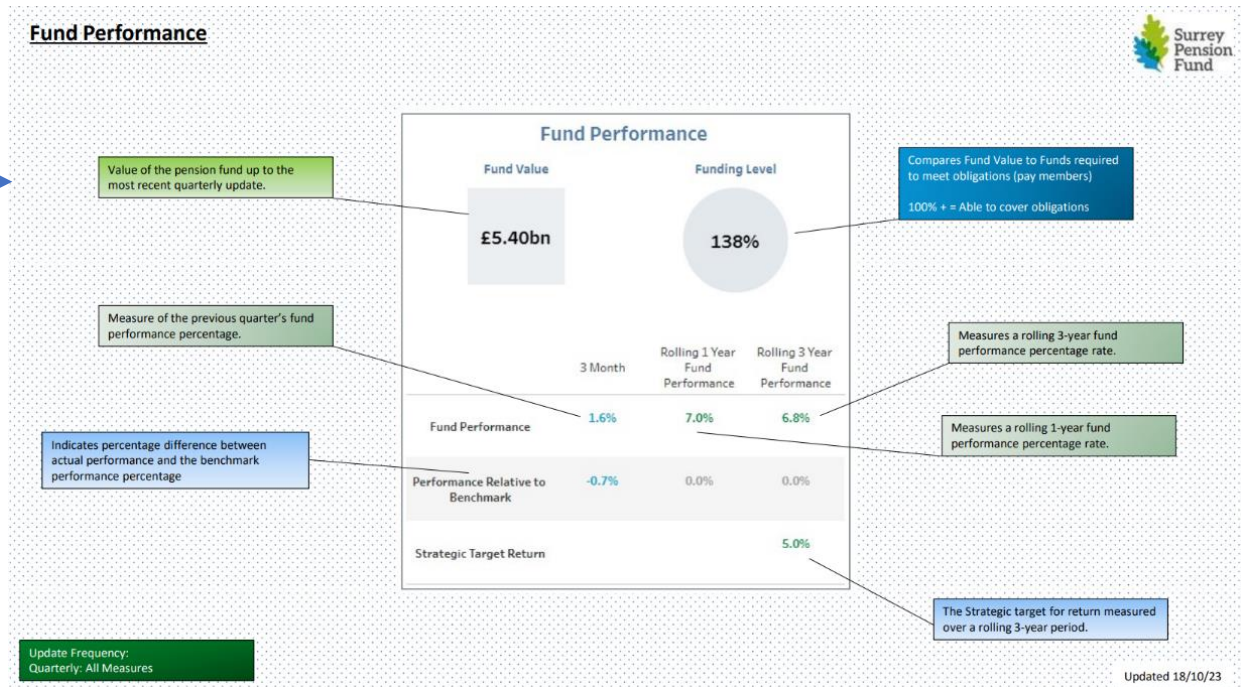 Fund Performance
Surrey
Pension
Fund
Fund Performance
Fund Value
Funding Level
£5.40bn
138%
Value of the pension fund up to the
most recent quarterly update.
Compares Fund Value to Funds required
to meet obligations (pay members)
100% + = Able to cover obligations
Measure of the previous quarter's fund
performance percentage.
Measures a rolling 3-year fund
performance percentage rate.
3 Month
Rolling 1 Year
Fund
Performance
Rolling 3 Year
Fund
Performance
Fund Performance
1.6%
7.0%
6.8%
Measures a rolling 1-year fund
performance percentage rate.
Indicates percentage difference between
actual performance and the benchmark
performance percentage
Performance Relative to
Benchmark
-0.7%
0.0%
0.0%
Strategic Target Return
5.0%
The Strategic target for return measured
over a rolling 3-year period.
Update Frequency:
Quarterly: All Measures
Updated 18/10/23